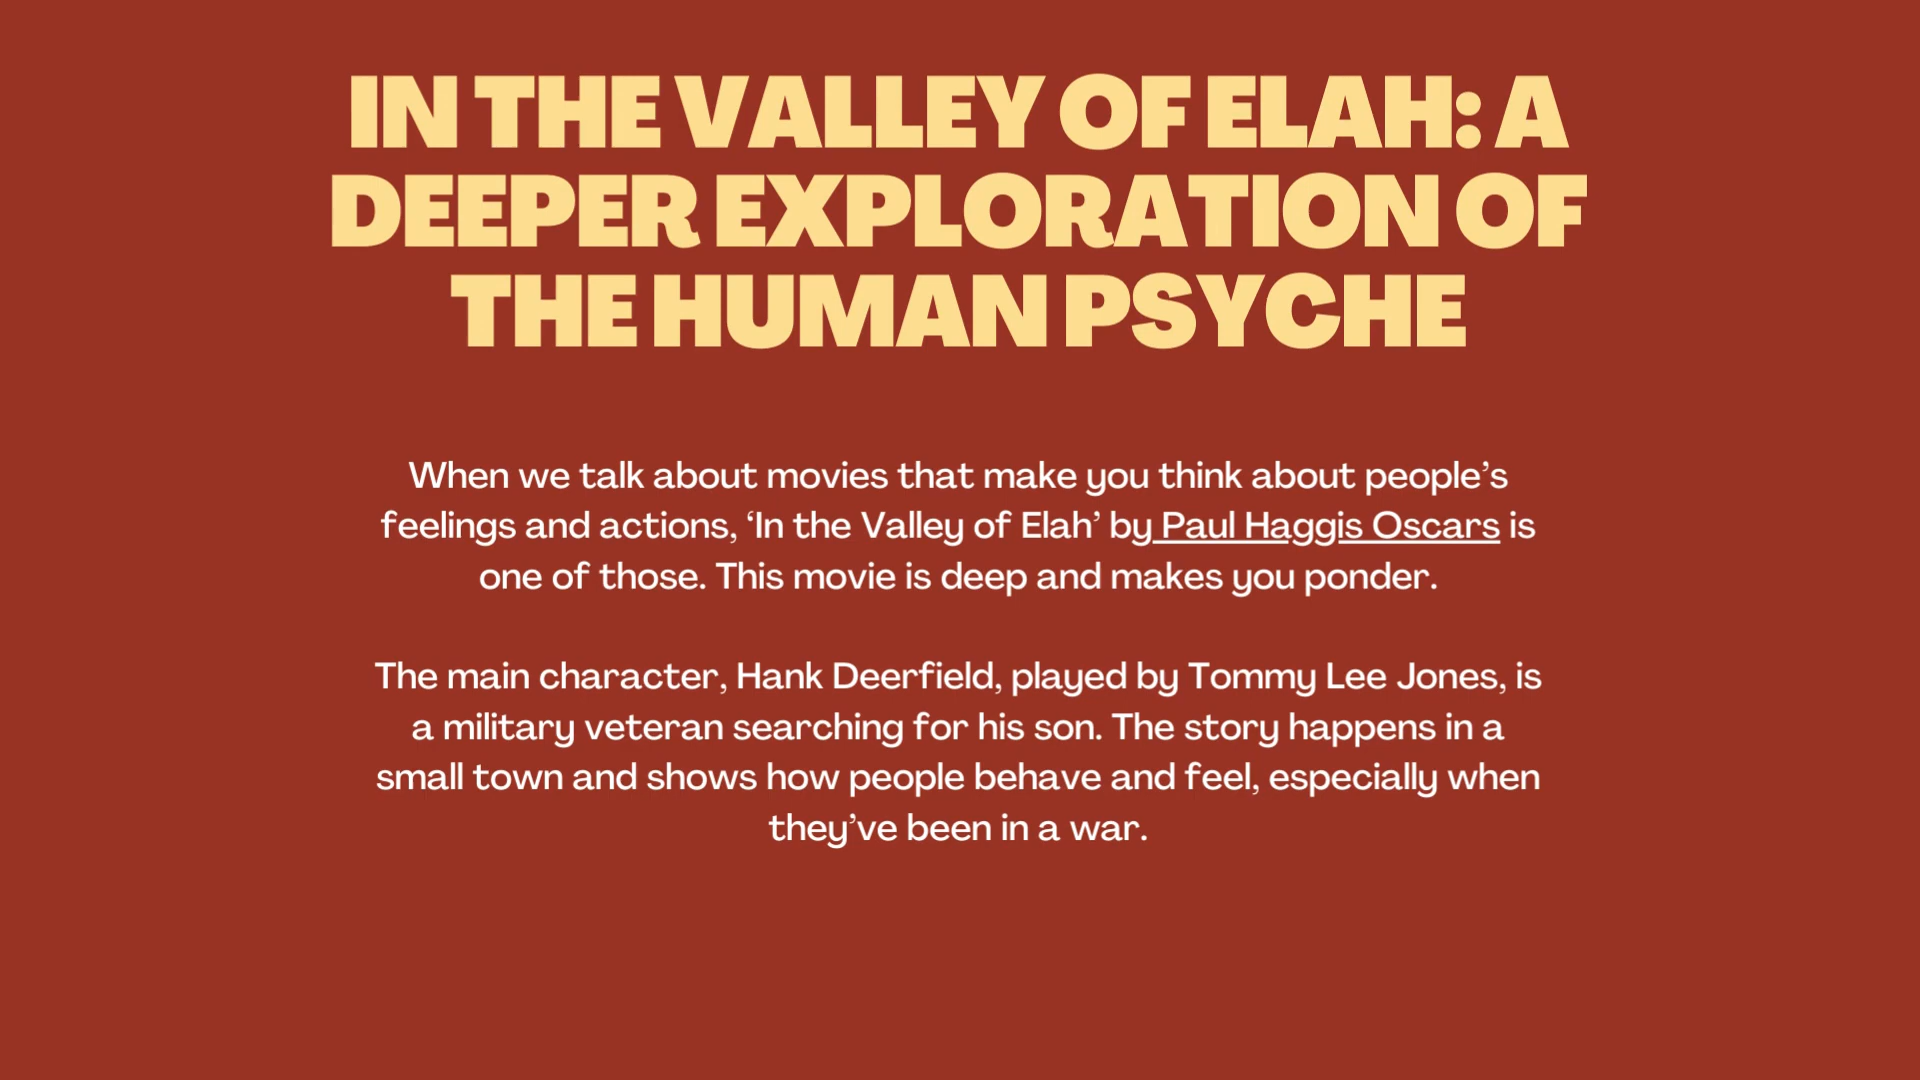 IN THE VALLEY OF ELAH: A
DEEPER EXPLORATION OF
THE HUMAN PSYCHE
When we talk about movies that make you think about people’s
feelings and actions, ‘In the Valley of Elah’ by Paul Haggis Oscars is
one of those. This movie is deep and makes you ponder.
The main character, Hank Deerfield, played by Tommy Lee Jones, is
a military veteran searching for his son. The story happens in a
small town and shows how people behave and feel, especially when
they’ve been in a war.